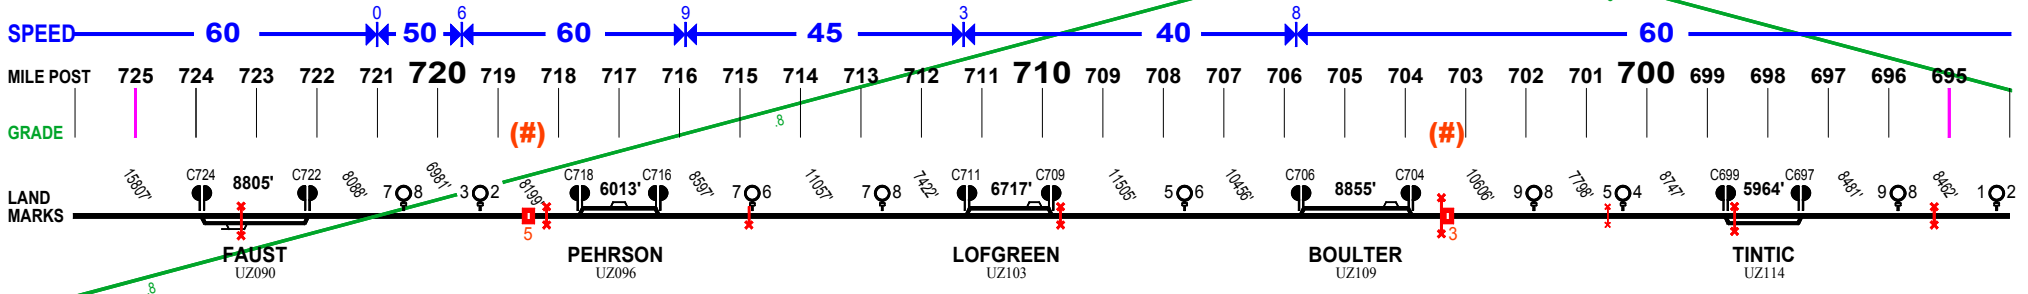 0 6 9 3 8
SPEED 60 50 60 45 40 60
MILE POST 725 724 723 722 721 720 719 718 717 716 715 714 713 712 711 710 709 708 707 706 705 704 703 702 701 700 699 698 697 696 695
.8
GRADE (#) (#)
C724 C722 C718 C716 C711 C709 C706 C704 C699 C697
15807' 8805' 8088' 6981' 8199' 6013' 8597' 11057' 7422' 6717' 11505' 10456' 8855' 10606' 7798' 8747' 5964' 8481' 8462'
LAND 7 8 3 2 7 6 7 8 5 6 9 8 5 4 9 8 1 2
MARKS
5 3
FAUST PEHRSON LOFGREEN BOULTER TINTIC
UZ090 UZ096 UZ103 UZ109 UZ114
.8